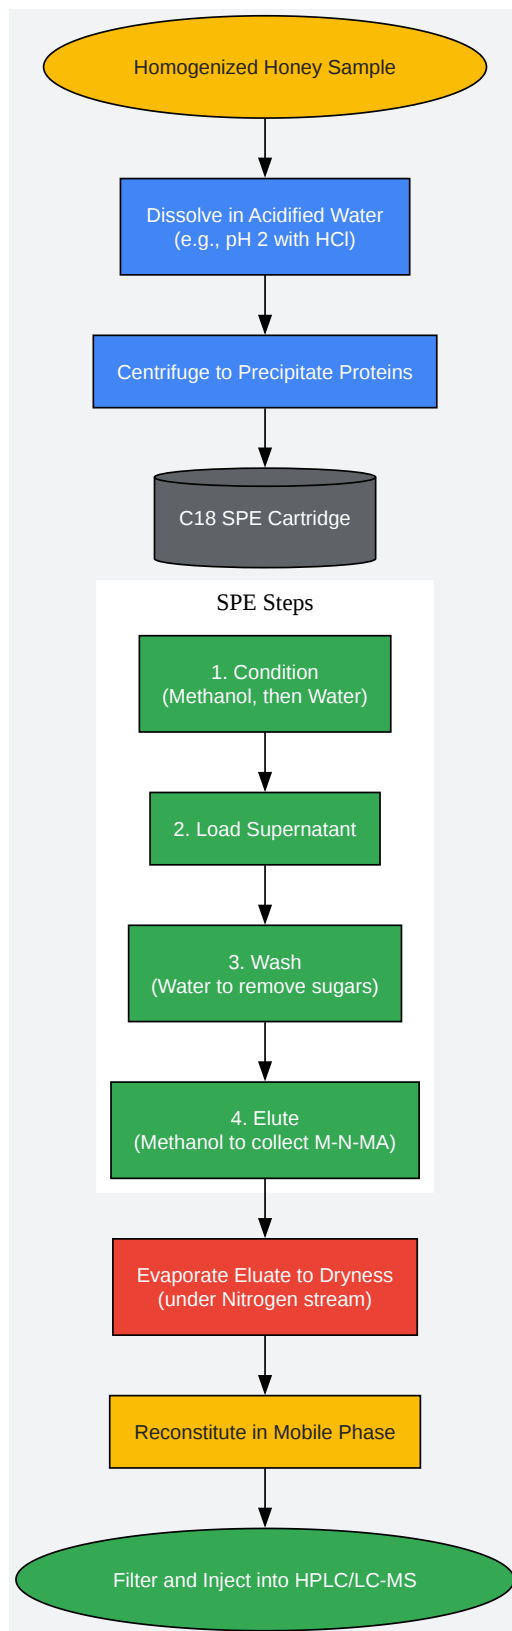 Homogenized Honey Sample
Dissolve in Acidified Water
(e.g., pH 2 with HCl)
Centrifuge to Precipitate Proteins
C18 SPE Cartridge
SPE Steps
1. Condition
(Methanol, then Water)
2. Load Supernatant
3. Wash
(Water to remove sugars)
4. Elute
(Methanol to collect M-N-MA)
Evaporate Eluate to Dryness
(under Nitrogen stream)
Reconstitute in Mobile Phase
Filter and Inject into HPLC/LC-MS